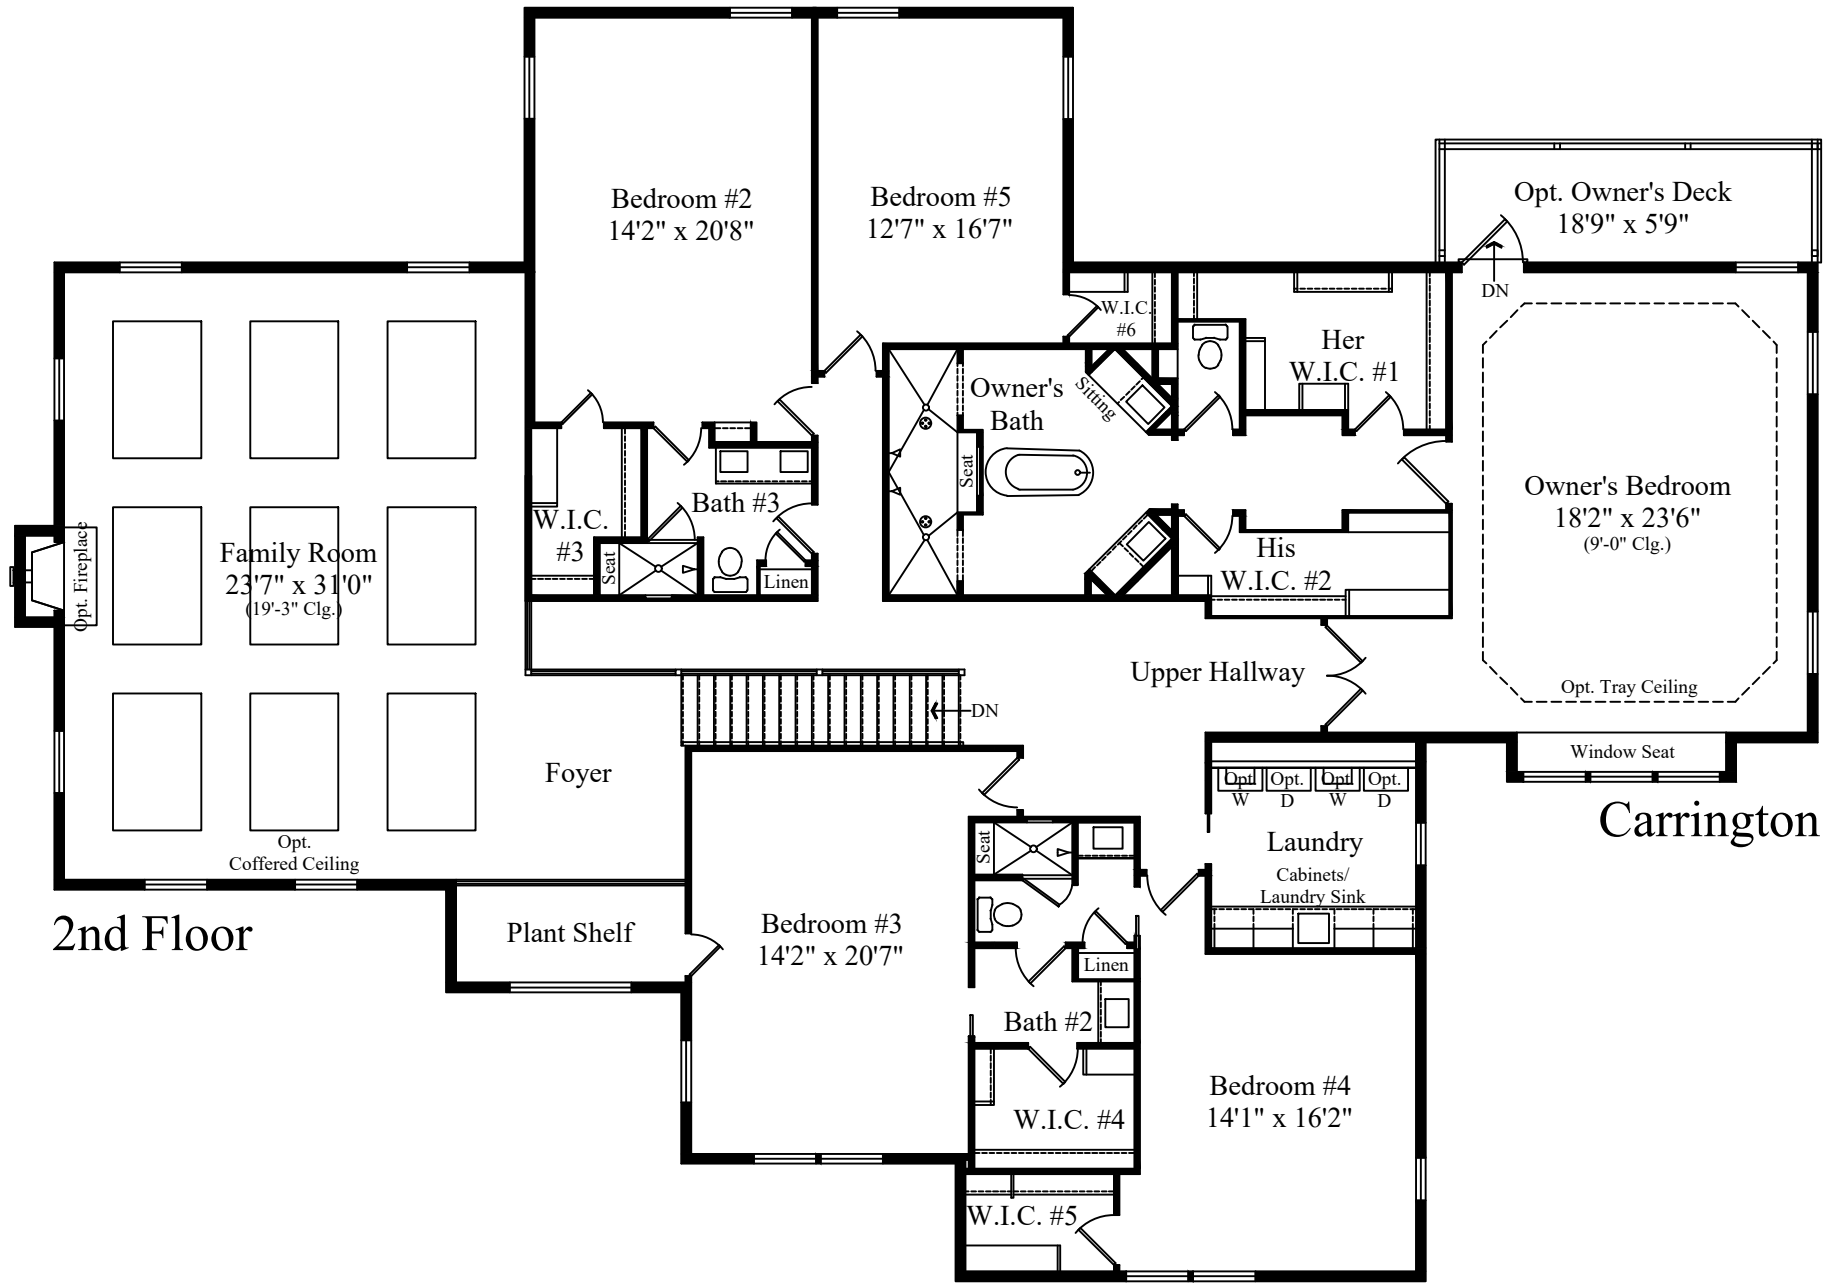 Bedroom #2
14'2" x 20'8"
Bedroom #5
12'7" x 16'7"
Opt. Owner's Deck
18'9" x 5'9"
DN
W.I.C.
#6
Her
W.I.C. #1
Owner's
Bath
Sitting
Seat
Owner's Bedroom
18'2" x 23'6"
(9'-0" Clg.)
Opt. Tray Ceiling
Window Seat
His
W.I.C. #2
Family Room
23'7" x 31'0"
(19'-3" Clg.)
Opt. Fireplace
W.I.C.
#3
Bath #3
Seat
Linen
Upper Hallway
DN
Foyer
Opt.
Coffered Ceiling
Opt. Opt. Opt. Opt.
W D W D
Laundry
Cabinets/
Laundry Sink
Carrington
2nd Floor
Plant Shelf
Bedroom #3
14'2" x 20'7"
Seat
Linen
Bath #2
W.I.C. #4
Bedroom #4
14'1" x 16'2"
W.I.C. #5